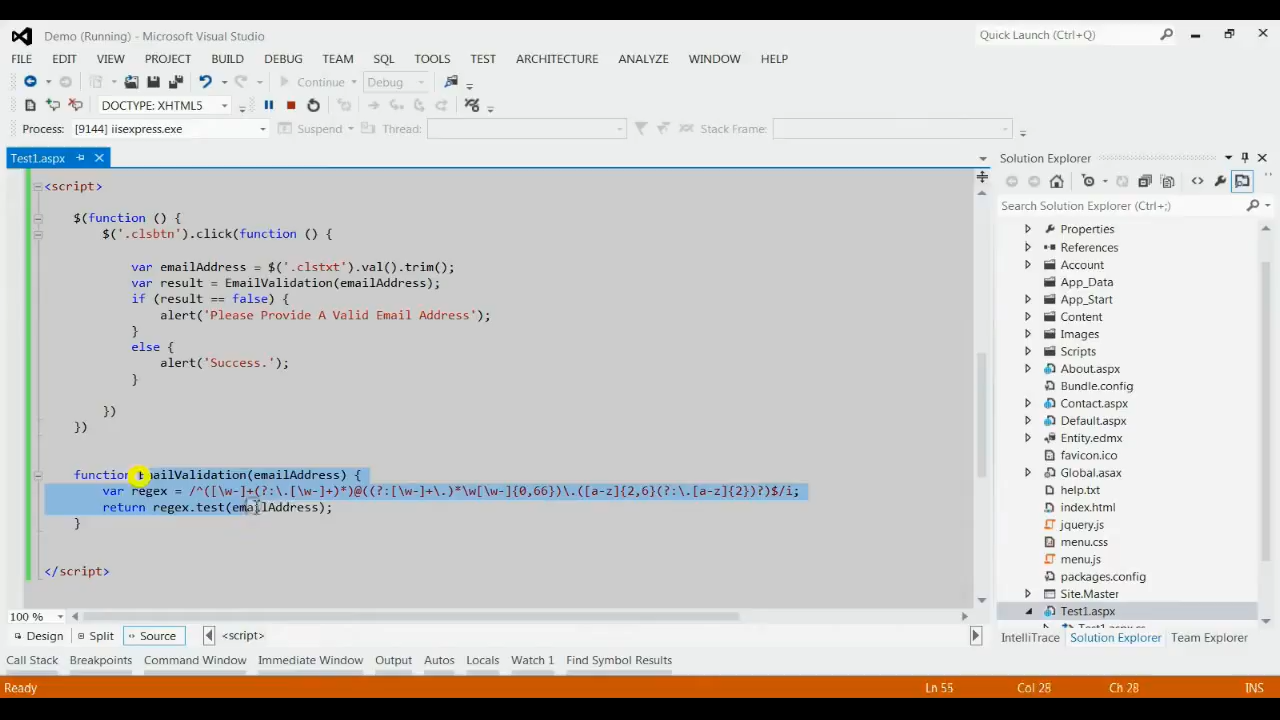 Demo (Running) - Microsoft Visual Studio
Quick Launch (Ctrl+Q)
FILE EDIT VIEW PROJECT BUILD DEBUG TEAM SQL TOOLS TEST ARCHITECTURE ANALYZE WINDOW HELP
Continue Debug
DOCTYPE: XHTML5
Process: [9144] iisexpress.exe Suspend Thread: Stack Frame:
Test1.aspx
<script>
$(function () {
$('.clsbtn').click(function () {
var emailAddress = $('.clstxt').val().trim();
var result = EmailValidation(emailAddress);
if (result == false) {
alert('Please Provide A Valid Email Address');
}
else {
alert('Success.');
}
})
})
function EmailValidation(emailAddress) {
var regex = /^([\w-]+(?:\.[\w-]+)*)@((?:[\w-]+\.)*\w[\w-]{0,66})\.([a-z]{2,6}(?:\.[a-z]{2})?)$/i;
return regex.test(emailAddress);
}
</script>
100 %
Design Split Source <script>
Call Stack Breakpoints Command Window Immediate Window Output Autos Locals Watch 1 Find Symbol Results
Ready Ln 55 Col 28 Ch 28 INS
Solution Explorer
Search Solution Explorer (Ctrl+;)
Properties
References
Account
App_Data
App_Start
Content
Images
Scripts
About.aspx
Bundle.config
Contact.aspx
Default.aspx
Entity.edmx
favicon.ico
Global.asax
help.txt
index.html
jquery.js
menu.css
menu.js
packages.config
Site.Master
Test1.aspx
Test1.aspx.cs
IntelliTrace Solution Explorer Team Explorer